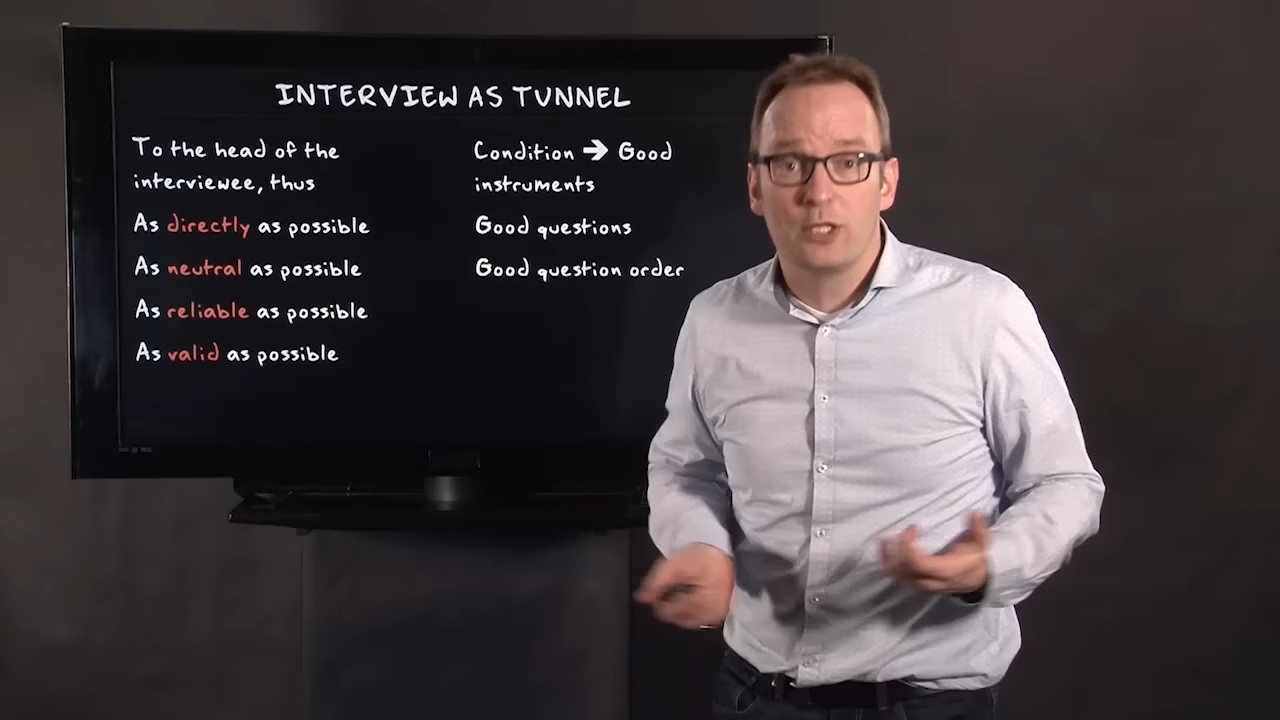 INTERVIEW AS TUNNEL
To the head of the
interviewee, thus
As directly as possible
As neutral as possible
As reliable as possible
As valid as possible
Condition → Good
instruments
Good questions
Good question order